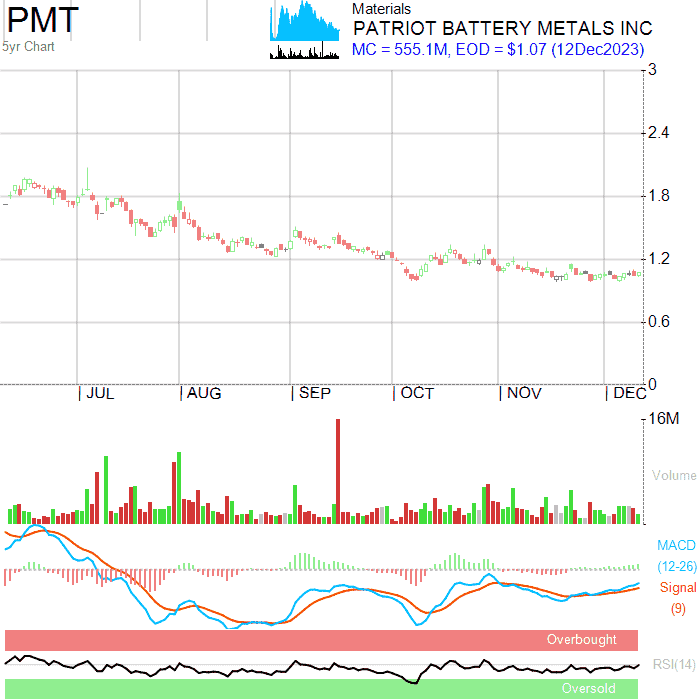 PMT
5yr Chart
Materials
PATRIOT BATTERY METALS INC
MC = 555.1M, EOD = $1.07 (12Dec2023)
3
2.4
1.8
1.2
0.6
0
| JUL | AUG | SEP | OCT | NOV | DEC
16M
Volume
MACD
(12-26)
Signal
(9)
Overbought
RSI(14)
Oversold